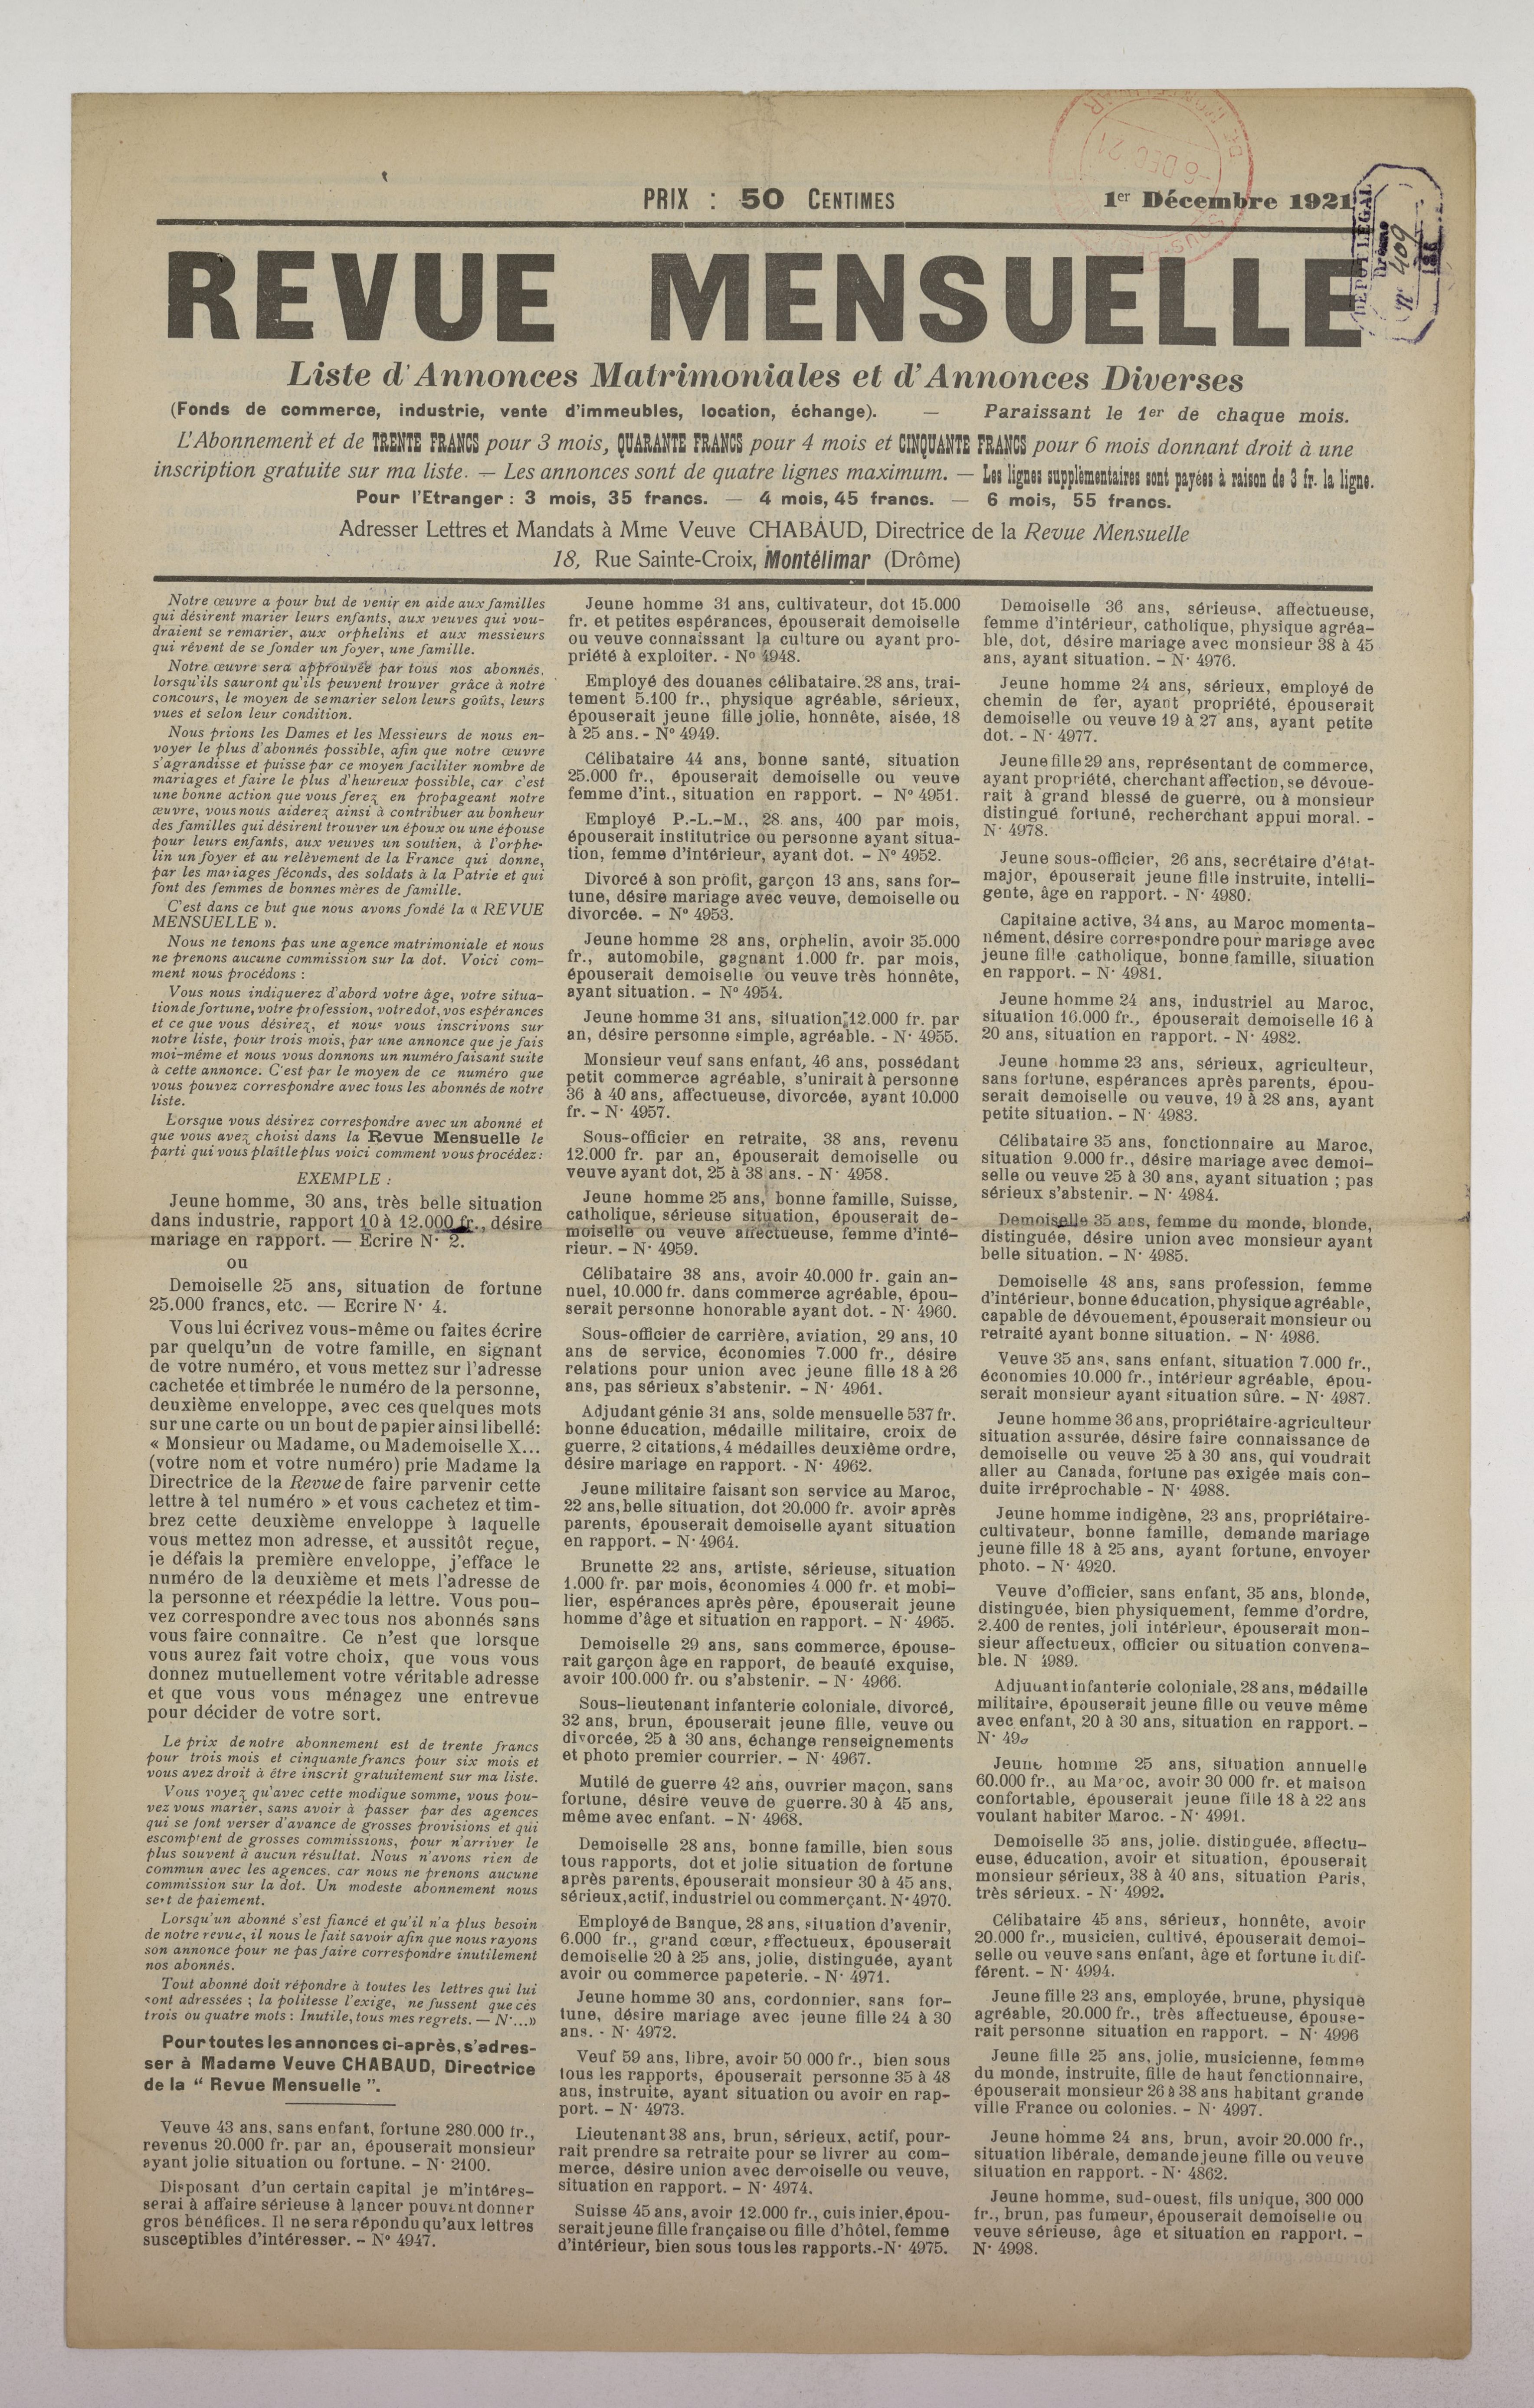 PRIX : 50 CENTIMES
1er Décembre 1921
DEPOT LEGAL
Drôme
N° 409
REVUE MENSUELLE
Liste d'Annonces Matrimoniales et d'Annonces Diverses
(Fonds de commerce, industrie, vente d'immeubles, location, échange). — Paraissant le 1er de chaque mois.
L'Abonnement et de TRENTE FRANCS pour 3 mois, QUARANTE FRANCS pour 4 mois et CINQUANTE FRANCS pour 6 mois donnant droit à une
inscription gratuite sur ma liste. — Les annonces sont de quatre lignes maximum. — Les lignes supplémentaires sont payées à raison de 3 fr. la ligne.
Pour l'Etranger : 3 mois, 35 francs. — 4 mois, 45 francs. — 6 mois, 55 francs.
Adresser Lettres et Mandats à Mme Veuve CHABAUD, Directrice de la Revue Mensuelle
18, Rue Sainte-Croix, Montélimar (Drôme)
Notre œuvre a pour but de venir en aide aux familles
qui désirent marier leurs enfants, aux veuves qui vou-
draient se remarier, aux orphelins et aux messieurs
qui rêvent de se fonder un foyer, une famille.
Notre œuvre sera approuvée par tous nos abonnés,
lorsqu'ils sauront qu'ils peuvent trouver grâce à notre
concours, le moyen de se marier selon leurs goûts, leurs
vues et selon leur condition.
Nous prions les Dames et les Messieurs de nous en-
voyer le plus d'abonnés possible, afin que notre œuvre
s'agrandisse et puisse par ce moyen faciliter nombre de
mariages et faire le plus d'heureux possible, car c'est
une bonne action que vous ferez en propageant notre
œuvre, vous nous aiderez ainsi à contribuer au bonheur
des familles qui désirent trouver un époux ou une épouse
pour leurs enfants, aux veuves un soutien, à l'orphe-
lin un foyer et au relèvement de la France qui donne,
par les mariages féconds, des soldats à la Patrie et qui
font des femmes de bonnes mères de famille.
C'est dans ce but que nous avons fondé la « REVUE
MENSUELLE ».
Nous ne tenons pas une agence matrimoniale et nous
ne prenons aucune commission sur la dot. Voici com-
ment nous procédons :
Vous nous indiquerez d'abord votre âge, votre situa-
tion de fortune, votre profession, votre dot, vos espérances
et ce que vous désirez, et nous vous inscrivons sur
notre liste, pour trois mois, par une annonce que je fais
moi-même et nous vous donnons un numéro faisant suite
à cette annonce. C'est par le moyen de ce numéro que
vous pouvez correspondre avec tous les abonnés de notre
liste.
Lorsque vous désirez correspondre avec un abonné et
que vous avez choisi dans la Revue Mensuelle le
parti qui vous plaît le plus voici comment vous procédez :
EXEMPLE :
Jeune homme, 30 ans, très belle situation
dans industrie, rapport 10 à 12.000 fr., désire
mariage en rapport. — Ecrire N· 2.
ou
Demoiselle 25 ans, situation de fortune
25.000 francs, etc. — Ecrire N· 4.
Vous lui écrivez vous-même ou faites écrire
par quelqu'un de votre famille, en signant
de votre numéro, et vous mettez sur l'adresse
cachetée et timbrée le numéro de la personne,
deuxième enveloppe, avec ces quelques mots
sur une carte ou un bout de papier ainsi libellé :
« Monsieur ou Madame, ou Mademoiselle X...
(votre nom et votre numéro) prie Madame la
Directrice de la Revue de faire parvenir cette
lettre à tel numéro » et vous cachetez et tim-
brez cette deuxième enveloppe à laquelle
vous mettez mon adresse, et aussitôt reçue,
je défais la première enveloppe, j'efface le
numéro de la deuxième et mets l'adresse de
la personne et réexpédie la lettre. Vous pou-
vez correspondre avec tous nos abonnés sans
vous faire connaître. Ce n'est que lorsque
vous aurez fait votre choix, que vous vous
donnez mutuellement votre véritable adresse
et que vous vous ménagez une entrevue
pour décider de votre sort.
Le prix de notre abonnement est de trente francs
pour trois mois et cinquante francs pour six mois et
vous avez droit à être inscrit gratuitement sur ma liste.
Vous voyez qu'avec cette modique somme, vous pou-
vez vous marier, sans avoir à passer par des agences
qui se font verser d'avance de grosses provisions et qui
escomptent de grosses commissions, pour n'arriver le
plus souvent à aucun résultat. Nous n'avons rien de
commun avec les agences, car nous ne prenons aucune
commission sur la dot. Un modeste abonnement nous
sert de paiement.
Lorsqu'un abonné s'est fiancé et qu'il n'a plus besoin
de notre revue, il nous le fait savoir afin que nous rayons
son annonce pour ne pas faire correspondre inutilement
nos abonnés.
Tout abonné doit répondre à toutes les lettres qui lui
sont adressées ; la politesse l'exige, ne fussent que ces
trois ou quatre mots : Inutile, tous mes regrets. — N·...»
Pour toutes les annonces ci-après, s'adres-
ser à Madame Veuve CHABAUD, Directrice
de la “ Revue Mensuelle ”.
Veuve 43 ans, sans enfant, fortune 280.000 fr.,
revenus 20.000 fr. par an, épouserait monsieur
ayant jolie situation ou fortune. – N· 2100.
Disposant d'un certain capital je m'intéres-
serai à affaire sérieuse à lancer pouvant donner
gros bénéfices. Il ne sera répondu qu'aux lettres
susceptibles d'intéresser. – N° 4947.
Jeune homme 31 ans, cultivateur, dot 15.000
fr. et petites espérances, épouserait demoiselle
ou veuve connaissant la culture ou ayant pro-
priété à exploiter. - N° 4948.
Employé des douanes célibataire, 28 ans, trai-
tement 5.100 fr., physique agréable, sérieux,
épouserait jeune fille jolie, honnête, aisée, 18
à 25 ans. - N° 4949.
Célibataire 44 ans, bonne santé, situation
25.000 fr., épouserait demoiselle ou veuve
femme d'int., situation en rapport. – N° 4951.
Employé P.-L.-M., 28 ans, 400 par mois,
épouserait institutrice ou personne ayant situa-
tion, femme d'intérieur, ayant dot. – N° 4952.
Divorcé à son profit, garçon 13 ans, sans for-
tune, désire mariage avec veuve, demoiselle ou
divorcée. – N° 4953.
Jeune homme 28 ans, orphelin, avoir 35.000
fr., automobile, gagnant 1.000 fr. par mois,
épouserait demoiselle ou veuve très honnête,
ayant situation. – N° 4954.
Jeune homme 31 ans, situation 12.000 fr. par
an, désire personne simple, agréable. - N· 4955.
Monsieur veuf sans enfant, 46 ans, possédant
petit commerce agréable, s'unirait à personne
36 à 40 ans, affectueuse, divorcée, ayant 10.000
fr. – N· 4957.
Sous-officier en retraite, 38 ans, revenu
12.000 fr. par an, épouserait demoiselle ou
veuve ayant dot, 25 à 38 ans. - N· 4958.
Jeune homme 25 ans, bonne famille, Suisse,
catholique, sérieuse situation, épouserait de-
moiselle ou veuve affectueuse, femme d'inté-
rieur. – N· 4959.
Célibataire 38 ans, avoir 40.000 fr. gain an-
nuel, 10.000 fr. dans commerce agréable, épou-
serait personne honorable ayant dot. - N· 4960.
Sous-officier de carrière, aviation, 29 ans, 10
ans de service, économies 7.000 fr., désire
relations pour union avec jeune fille 18 à 26
ans, pas sérieux s'abstenir. – N· 4961.
Adjudant génie 31 ans, solde mensuelle 537 fr.
bonne éducation, médaille militaire, croix de
guerre, 2 citations, 4 médailles deuxième ordre,
désire mariage en rapport. - N· 4962.
Jeune militaire faisant son service au Maroc,
22 ans, belle situation, dot 20.000 fr. avoir après
parents, épouserait demoiselle ayant situation
en rapport. – N· 4964.
Brunette 22 ans, artiste, sérieuse, situation
1.000 fr. par mois, économies 4.000 fr. et mobi-
lier, espérances après père, épouserait jeune
homme d'âge et situation en rapport. – N· 4965.
Demoiselle 29 ans, sans commerce, épouse-
rait garçon âge en rapport, de beauté exquise,
avoir 100.000 fr. ou s'abstenir. – N· 4966.
Sous-lieutenant infanterie coloniale, divorcé,
32 ans, brun, épouserait jeune fille, veuve ou
divorcée, 25 à 30 ans, échange renseignements
et photo premier courrier. – N· 4967.
Mutilé de guerre 42 ans, ouvrier maçon, sans
fortune, désire veuve de guerre. 30 à 45 ans,
même avec enfant. – N· 4968.
Demoiselle 28 ans, bonne famille, bien sous
tous rapports, dot et jolie situation de fortune
après parents, épouserait monsieur 30 à 45 ans,
sérieux, actif, industriel ou commerçant. N· 4970.
Employé de Banque, 28 ans, situation d'avenir,
6.000 fr., grand cœur, affectueux, épouserait
demoiselle 20 à 25 ans, jolie, distinguée, ayant
avoir ou commerce papeterie. - N· 4971.
Jeune homme 30 ans, cordonnier, sans for-
tune, désire mariage avec jeune fille 24 à 30
ans. - N· 4972.
Veuf 59 ans, libre, avoir 50 000 fr., bien sous
tous les rapports, épouserait personne 35 à 48
ans, instruite, ayant situation ou avoir en rap-
port. – N· 4973.
Lieutenant 38 ans, brun, sérieux, actif, pour-
rait prendre sa retraite pour se livrer au com-
merce, désire union avec demoiselle ou veuve,
situation en rapport. – N· 4974.
Suisse 45 ans, avoir 12.000 fr., cuisinier, épou-
serait jeune fille française ou fille d'hôtel, femme
d'intérieur, bien sous tous les rapports.-N· 4975.
Demoiselle 36 ans, sérieuse, affectueuse,
femme d'intérieur, catholique, physique agréa-
ble, dot, désire mariage avec monsieur 38 à 45
ans, ayant situation. – N· 4976.
Jeune homme 24 ans, sérieux, employé de
chemin de fer, ayant propriété, épouserait
demoiselle ou veuve 19 à 27 ans, ayant petite
dot. - N· 4977.
Jeune fille 29 ans, représentant de commerce,
ayant propriété, cherchant affection, se dévoue-
rait à grand blessé de guerre, ou à monsieur
distingué fortuné, recherchant appui moral. -
N· 4978.
Jeune sous-officier, 26 ans, secrétaire d'état-
major, épouserait jeune fille instruite, intelli-
gente, âge en rapport. - N· 4980.
Capitaine active, 34 ans, au Maroc momenta-
nément, désire correspondre pour mariage avec
jeune fille catholique, bonne famille, situation
en rapport. – N· 4981.
Jeune homme 24 ans, industriel au Maroc,
situation 16.000 fr., épouserait demoiselle 16 à
20 ans, situation en rapport. - N· 4982.
Jeune homme 23 ans, sérieux, agriculteur,
sans fortune, espérances après parents, épou-
serait demoiselle ou veuve, 19 à 28 ans, ayant
petite situation. – N· 4983.
Célibataire 35 ans, fonctionnaire au Maroc,
situation 9.000 fr., désire mariage avec demoi-
selle ou veuve 25 à 30 ans, ayant situation ; pas
sérieux s'abstenir. – N· 4984.
Demoiselle 35 ans, femme du monde, blonde,
distinguée, désire union avec monsieur ayant
belle situation. – N· 4985.
Demoiselle 48 ans, sans profession, femme
d'intérieur, bonne éducation, physique agréable,
capable de dévouement, épouserait monsieur ou
retraité ayant bonne situation. – N· 4986.
Veuve 35 ans, sans enfant, situation 7.000 fr.,
économies 10.000 fr., intérieur agréable, épou-
serait monsieur ayant situation sûre. – N· 4987.
Jeune homme 36 ans, propriétaire-agriculteur
situation assurée, désire faire connaissance de
demoiselle ou veuve 25 à 30 ans, qui voudrait
aller au Canada, fortune pas exigée mais con-
duite irréprochable - N· 4988.
Jeune homme indigène, 23 ans, propriétaire-
cultivateur, bonne famille, demande mariage
jeune fille 18 à 25 ans, ayant fortune, envoyer
photo. – N· 4920.
Veuve d'officier, sans enfant, 35 ans, blonde,
distinguée, bien physiquement, femme d'ordre,
2.400 de rentes, joli intérieur, épouserait mon-
sieur affectueux, officier ou situation convena-
ble. N 4989.
Adjudant infanterie coloniale, 28 ans, médaille
militaire, épouserait jeune fille ou veuve même
avec enfant, 20 à 30 ans, situation en rapport. –
N· 49
Jeune homme 25 ans, situation annuelle
60.000 fr., au Maroc, avoir 30 000 fr. et maison
confortable, épouserait jeune fille 18 à 22 ans
voulant habiter Maroc. - N· 4991.
Demoiselle 35 ans, jolie, distinguée, affectu-
euse, éducation, avoir et situation, épouserait
monsieur sérieux, 38 à 40 ans, situation Paris,
très sérieux. - N· 4992.
Célibataire 45 ans, sérieux, honnête, avoir
20.000 fr., musicien, cultivé, épouserait demoi-
selle ou veuve sans enfant, âge et fortune indif-
férent. – N· 4994.
Jeune fille 23 ans, employée, brune, physique
agréable, 20.000 fr., très affectueuse, épouse-
rait personne situation en rapport. – N· 4996
Jeune fille 25 ans, jolie, musicienne, femme
du monde, instruite, fille de haut fonctionnaire,
épouserait monsieur 26 à 38 ans habitant grande
ville France ou colonies. – N· 4997.
Jeune homme 24 ans, brun, avoir 20.000 fr.,
situation libérale, demande jeune fille ou veuve
situation en rapport. - N· 4862.
Jeune homme, sud-ouest, fils unique, 300 000
fr., brun, pas fumeur, épouserait demoiselle ou
veuve sérieuse, âge et situation en rapport. –
N· 4998.